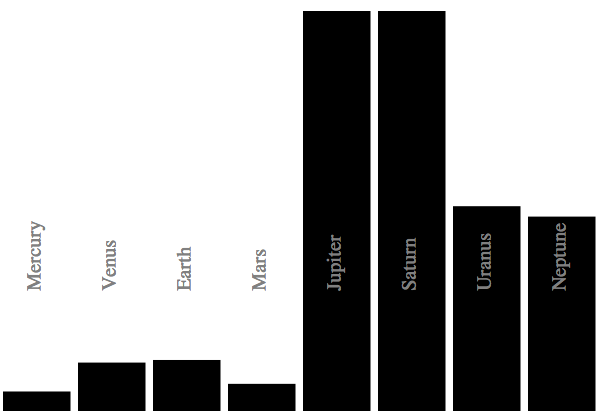 Mercury
Venus
Earth
Mars
Jupiter
Saturn
Uranus
Neptune